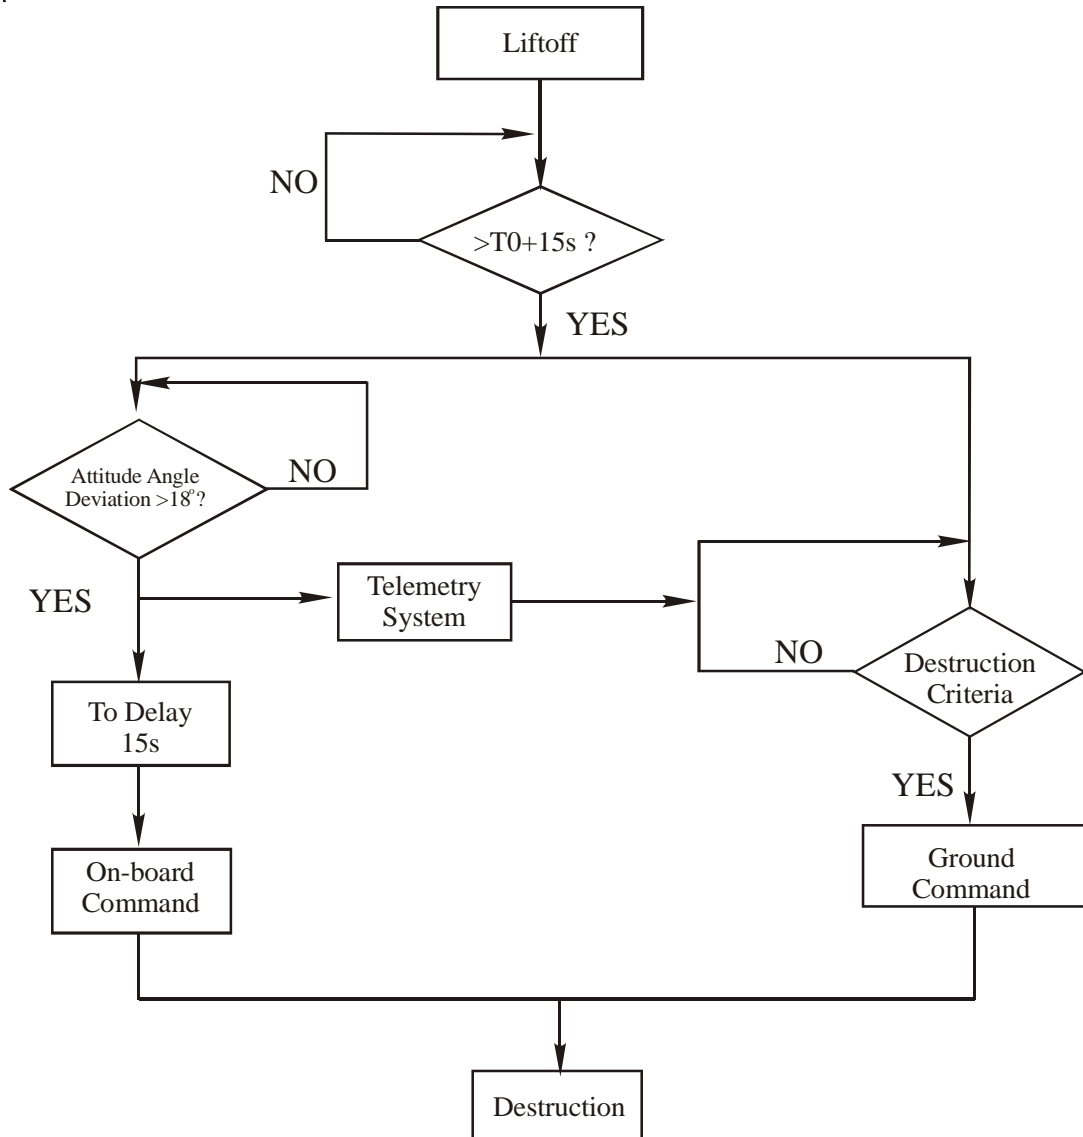 Liftoff
NO
>T0+15s ?
YES
Attitude Angle
Deviation >18°?
NO
YES
Telemetry
System
NO
Destruction
Criteria
To Delay
15s
YES
On-board
Command
Ground
Command
Destruction